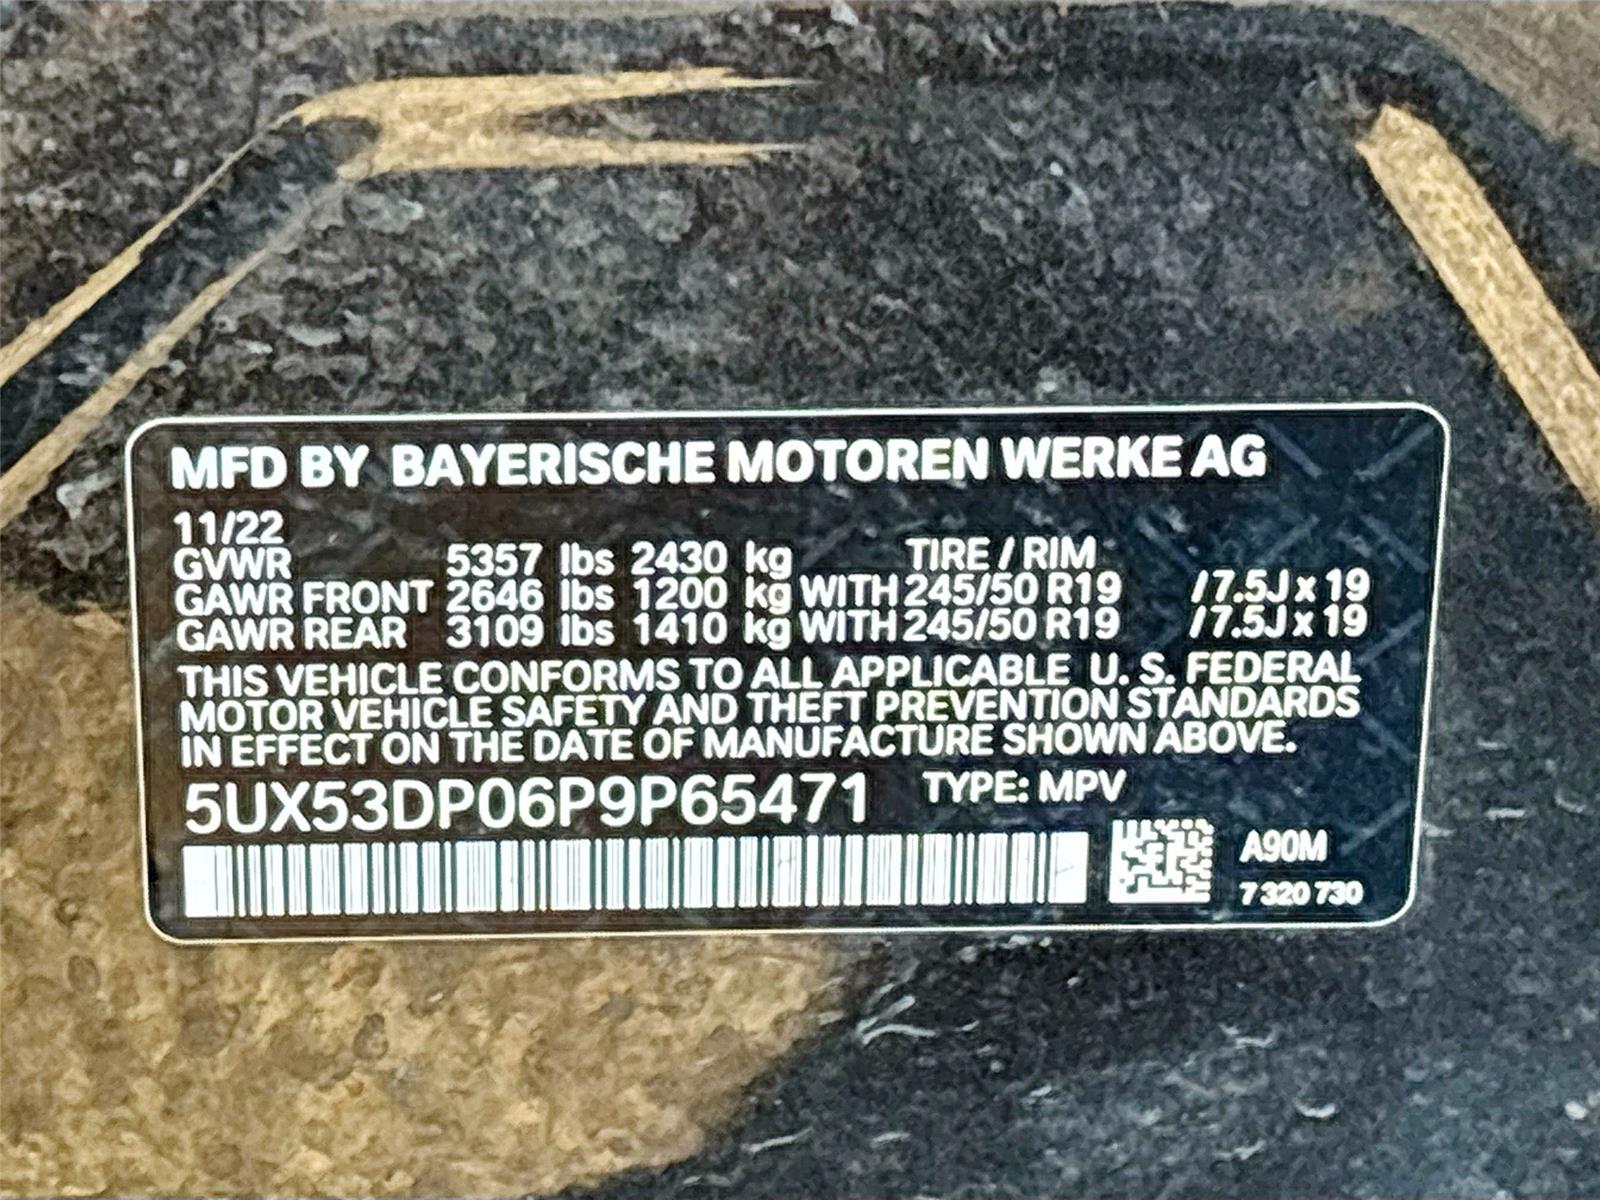 MFD BY BAYERISCHE MOTOREN WERKE AG
11/22
GVWR 5357 lbs 2430 kg TIRE / RIM
GAWR FRONT 2646 lbs 1200 kg WITH 245/50 R19 /7.5J x 19
GAWR REAR 3109 lbs 1410 kg WITH 245/50 R19 /7.5J x 19
THIS VEHICLE CONFORMS TO ALL APPLICABLE U. S. FEDERAL
MOTOR VEHICLE SAFETY AND THEFT PREVENTION STANDARDS
IN EFFECT ON THE DATE OF MANUFACTURE SHOWN ABOVE.
5UX53DP06P9P65471 TYPE: MPV
A90M
7 320 730